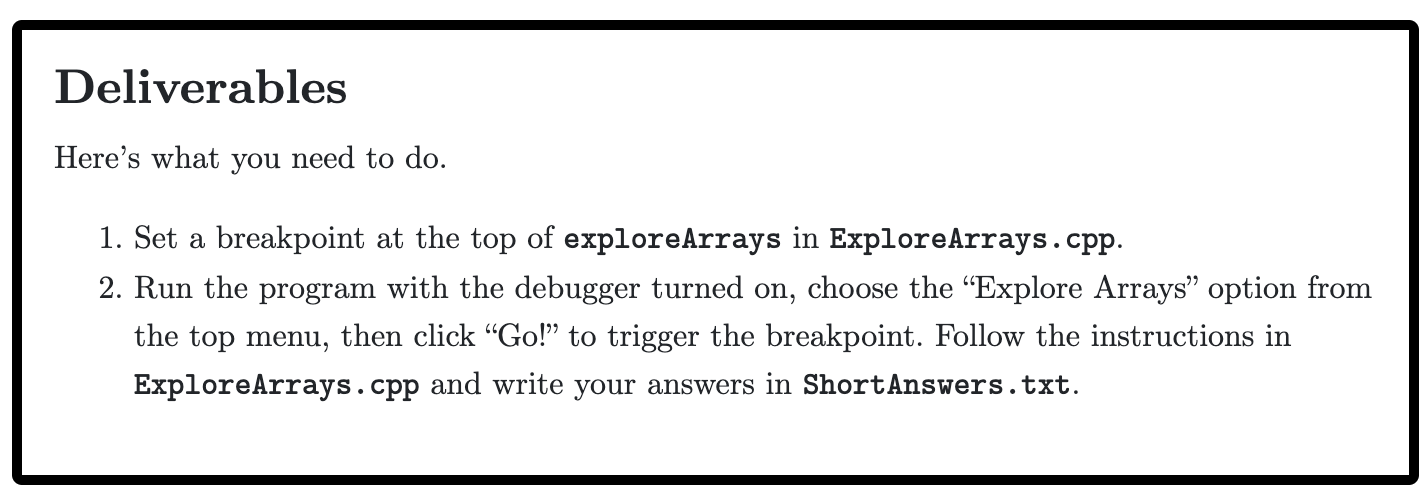 Deliverables
Here’s what you need to do.
1. Set a breakpoint at the top of exploreArrays in ExploreArrays.cpp.
2. Run the program with the debugger turned on, choose the “Explore Arrays” option from
the top menu, then click “Go!” to trigger the breakpoint. Follow the instructions in
ExploreArrays.cpp and write your answers in ShortAnswers.txt.